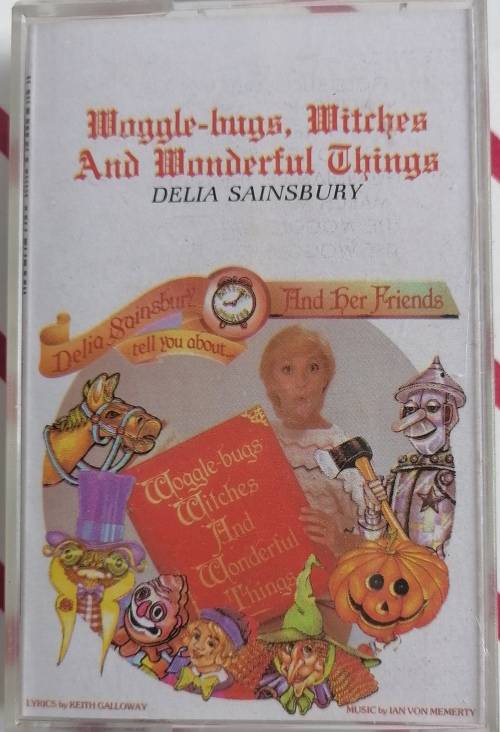 Woggle-bugs, Witches
And Wonderful Things
DELIA SAINSBURY
Delia Sainsbury
And Her Friends
tell you about...
Woggle-bugs
Witches
And
Wonderful
Things
LYRICS by KEITH GALLOWAY
MUSIC by IAN VON MEMERTY